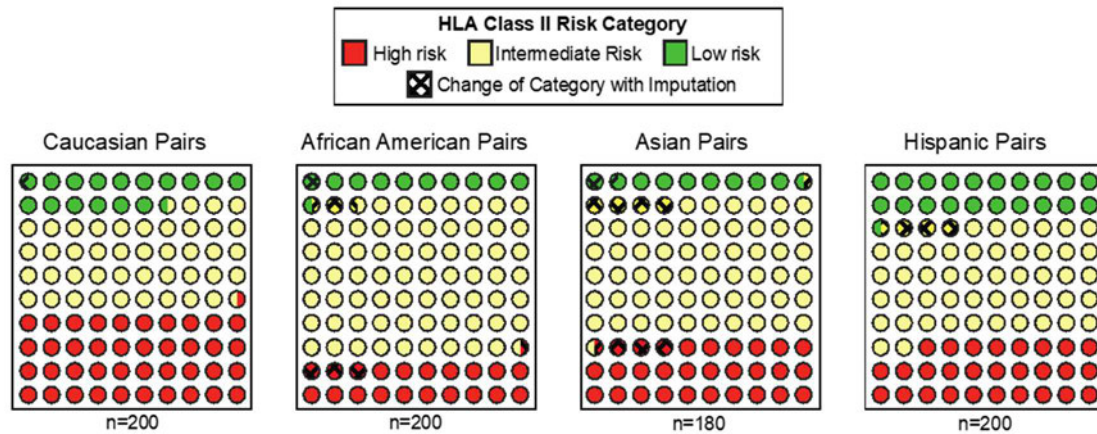 HLA Class II Risk Category
High risk Intermediate Risk Low risk
Change of Category with Imputation
Caucasian Pairs African American Pairs Asian Pairs Hispanic Pairs
n=200 n=200 n=180 n=200